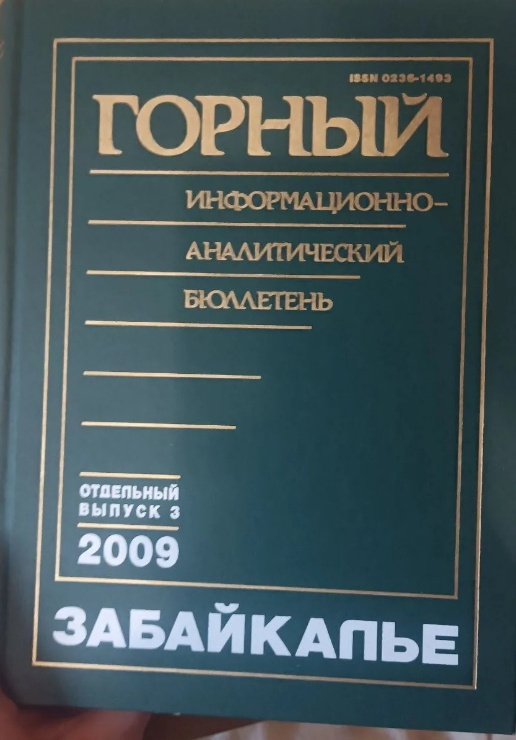 ISSN 0236-1493
ГОРНЫЙ
ИНФОРМАЦИОННО-
АНАЛИТИЧЕСКИЙ
БЮЛЛЕТЕНЬ
ОТДЕЛЬНЫЙ
ВЫПУСК 3
2009
ЗАБАЙКАЛЬЕ